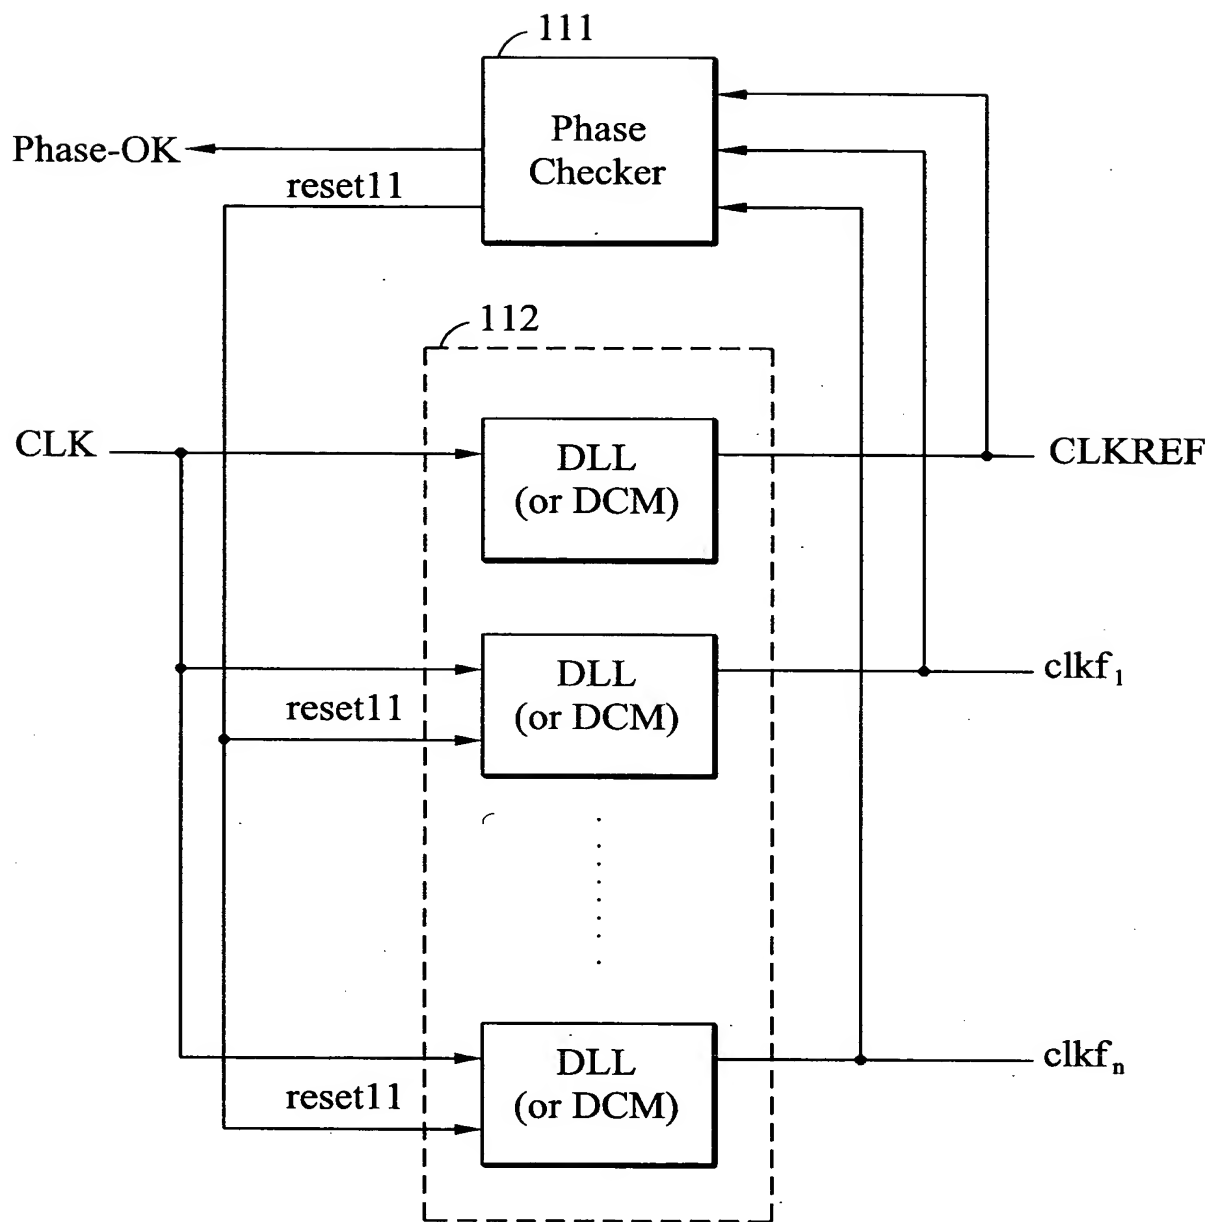 111
Phase
Checker
Phase-OK
reset11
112
CLK
DLL
(or DCM)
CLKREF
DLL
(or DCM)
clkf₁
reset11
DLL
(or DCM)
clkfₙ
reset11